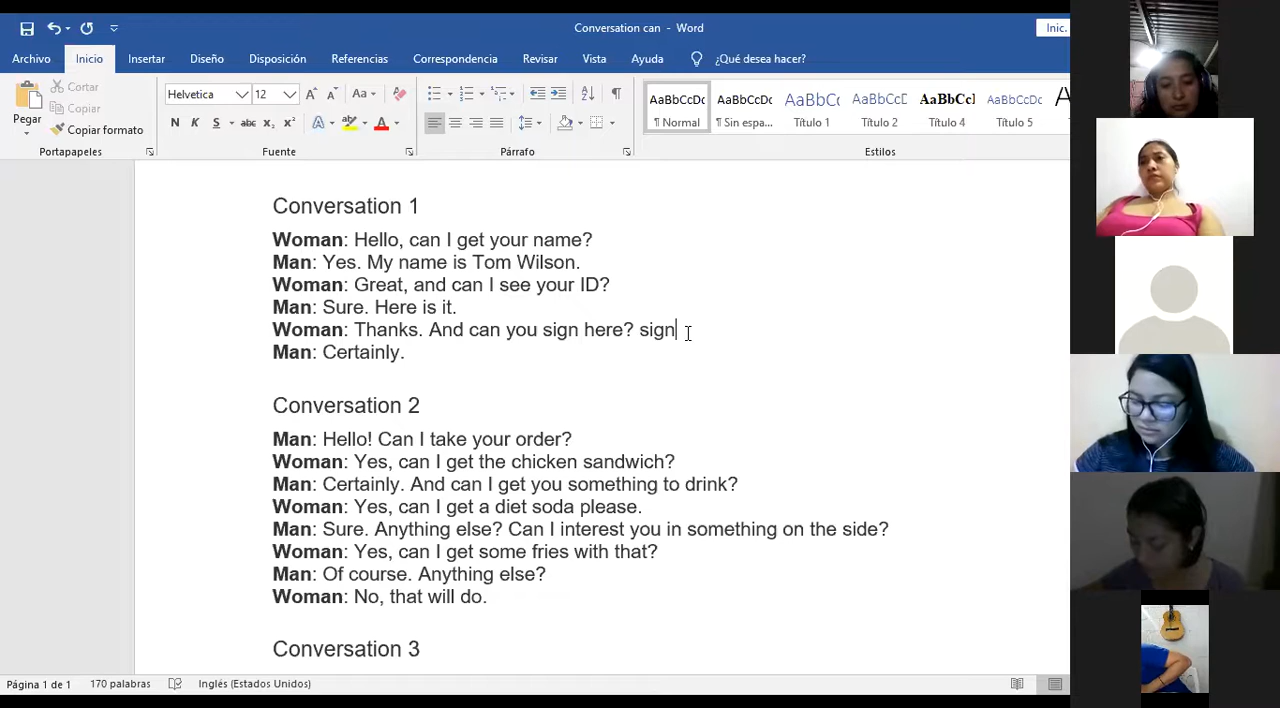 Conversation can - Word
Inic.
Archivo Inicio Insertar Diseño Disposición Referencias Correspondencia Revisar Vista Ayuda ¿Qué desea hacer?
Pegar
Cortar
Copiar
Copiar formato
Portapapeles
Helvetica 12
Fuente
Párrafo
AaBbCcDc ¶ Normal
AaBbCcDc ¶ Sin espa...
AaBbC Título 1
AaBbCcD Título 2
AaBbCcI Título 4
AaBbCcD Título 5
Estilos
Conversation 1
Woman: Hello, can I get your name?
Man: Yes. My name is Tom Wilson.
Woman: Great, and can I see your ID?
Man: Sure. Here is it.
Woman: Thanks. And can you sign here? sign
Man: Certainly.
Conversation 2
Man: Hello! Can I take your order?
Woman: Yes, can I get the chicken sandwich?
Man: Certainly. And can I get you something to drink?
Woman: Yes, can I get a diet soda please.
Man: Sure. Anything else? Can I interest you in something on the side?
Woman: Yes, can I get some fries with that?
Man: Of course. Anything else?
Woman: No, that will do.
Conversation 3
Página 1 de 1 170 palabras Inglés (Estados Unidos)